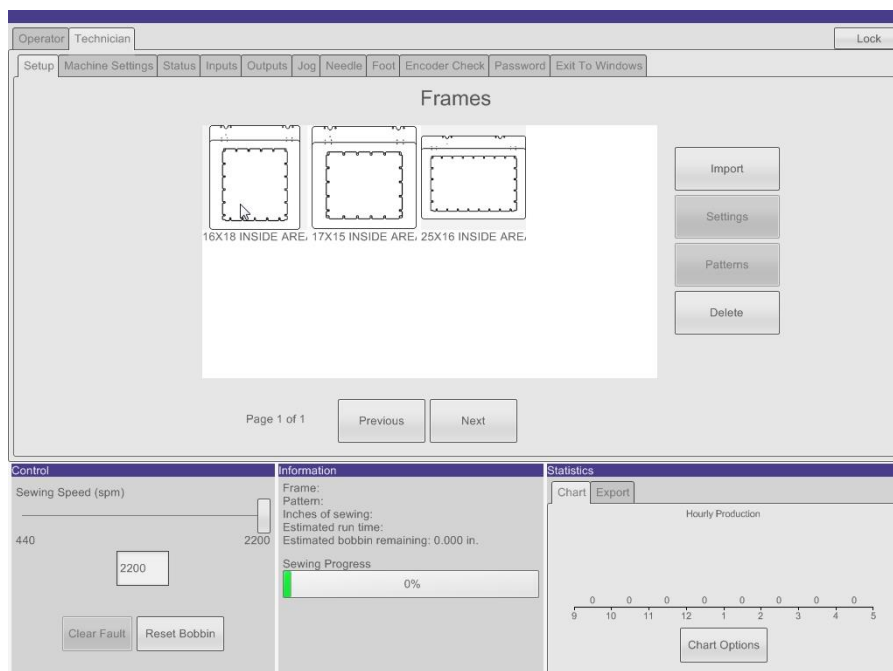 Operator Technician Lock
Setup Machine Settings Status Inputs Outputs Jog Needle Foot Encoder Check Password Exit To Windows
Frames
16X18 INSIDE ARE 17X15 INSIDE ARE 25X16 INSIDE ARE
Import
Settings
Patterns
Delete
Page 1 of 1 Previous Next
Control
Sewing Speed (spm)
440 2200
2200
Clear Fault Reset Bobbin
Information
Frame:
Pattern:
Inches of sewing:
Estimated run time:
Estimated bobbin remaining: 0.000 in.
Sewing Progress
0%
Statistics
Chart Export
Hourly Production
0 0 0 0 0 0 0 0
9 10 11 12 1 2 3 4 5
Chart Options